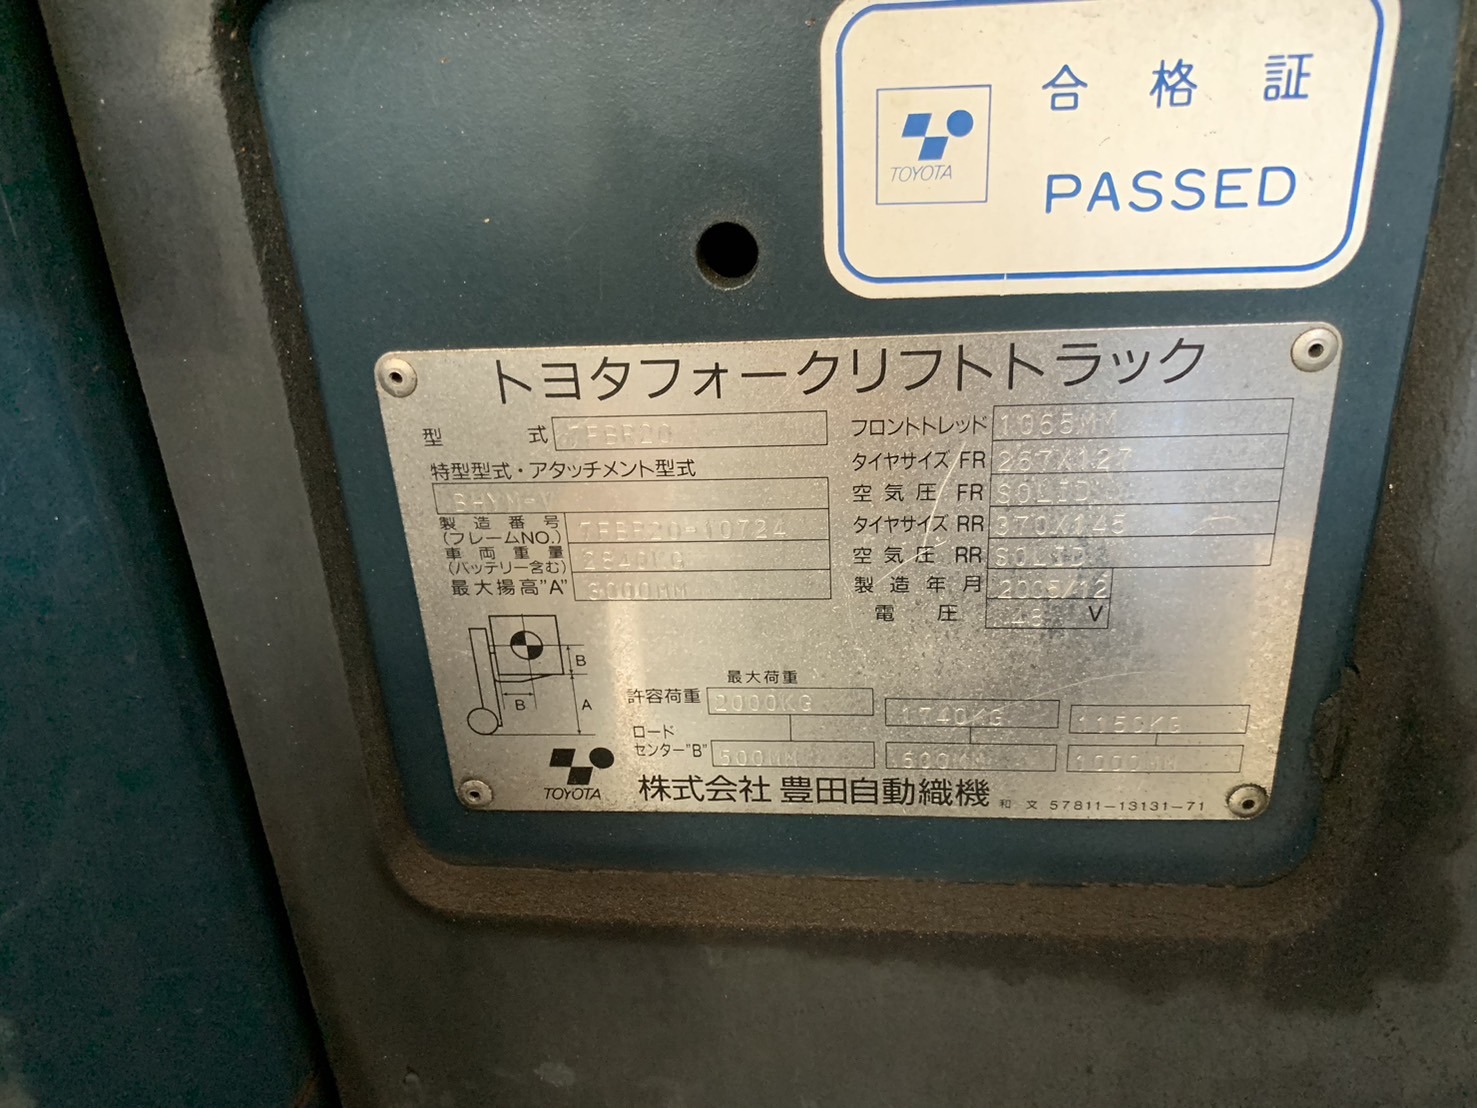 合格証
TOYOTA
PASSED
トヨタフォークリフトトラック
型式 7FBR20
特型型式・アタッチメント型式
製造番号(フレームNO.) 7FBR20-10724
車両重量(バッテリー含む) 2840KG
最大揚高"A" 3000MM
フロントトレッド 1065MM
タイヤサイズ FR 267X127
空気圧 FR SOLID
タイヤサイズ RR 370X145
空気圧 RR SOLID
製造年月 2005/12
電圧 48 V
B
B
A
最大荷重
許容荷重 2000KG 1740KG 1150KG
ロードセンター"B" 500MM 600MM 1000MM
TOYOTA
株式会社 豊田自動織機
和文 57811-13131-71